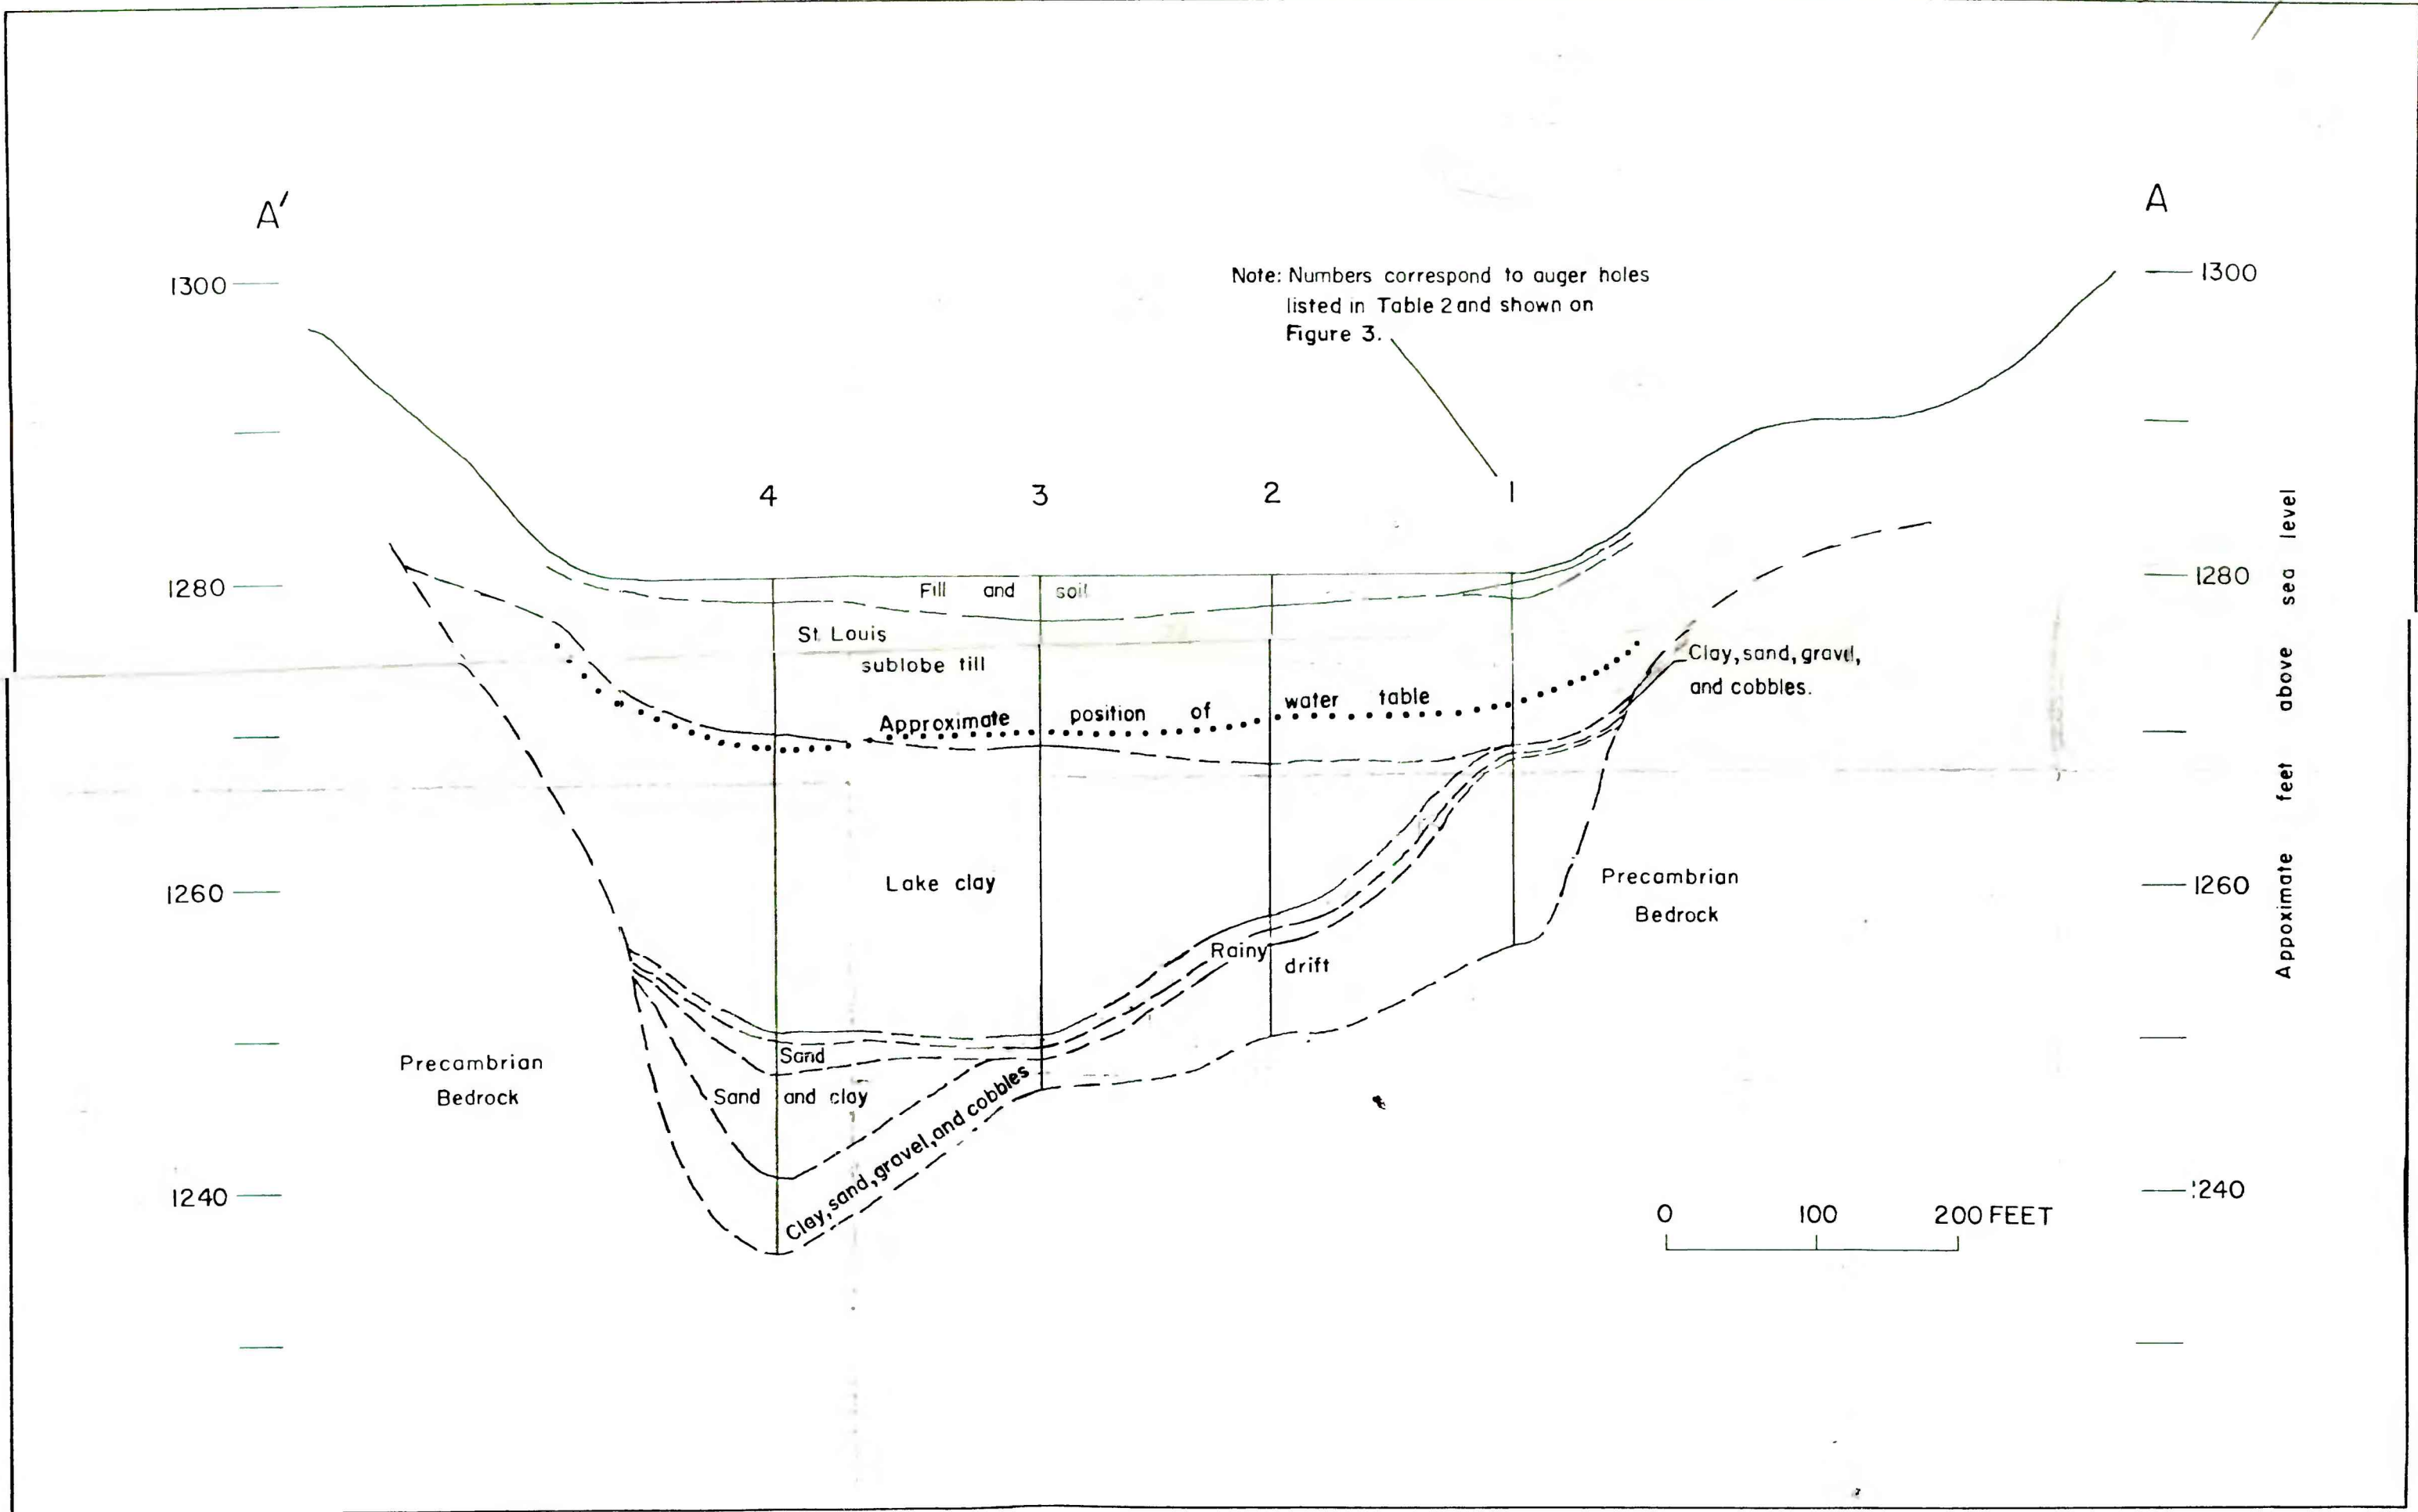 A′
A
1300
1300
Note: Numbers correspond to auger holes
listed in Table 2 and shown on
Figure 3.
4
3
2
1
1280
1280
Fill and soil
St. Louis
sublobe till
Clay, sand, gravel,
and cobbles.
Approximate position of water table
Lake clay
1260
1260
Precambrian
Bedrock
Rainy drift
Sand
Sand and clay
Clay, sand, gravel, and cobbles
Precambrian
Bedrock
1240
1240
0 100 200 FEET
Appoximate feet above sea level